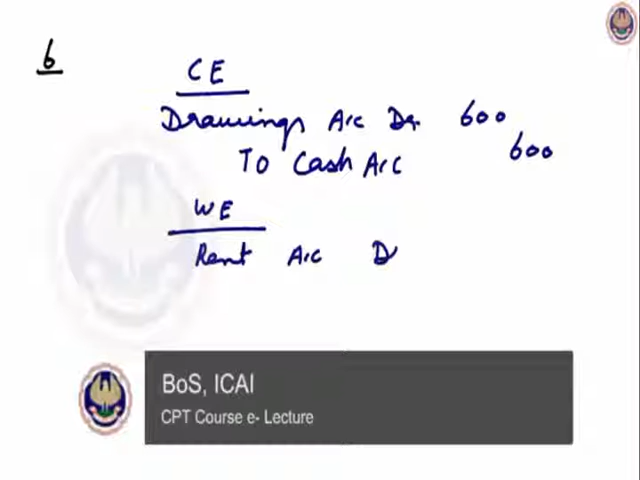 6
CE
Drawings A/c Dr. 600
To Cash A/c 600
WE
Rent A/c D
BoS, ICAI
CPT Course e- Lecture